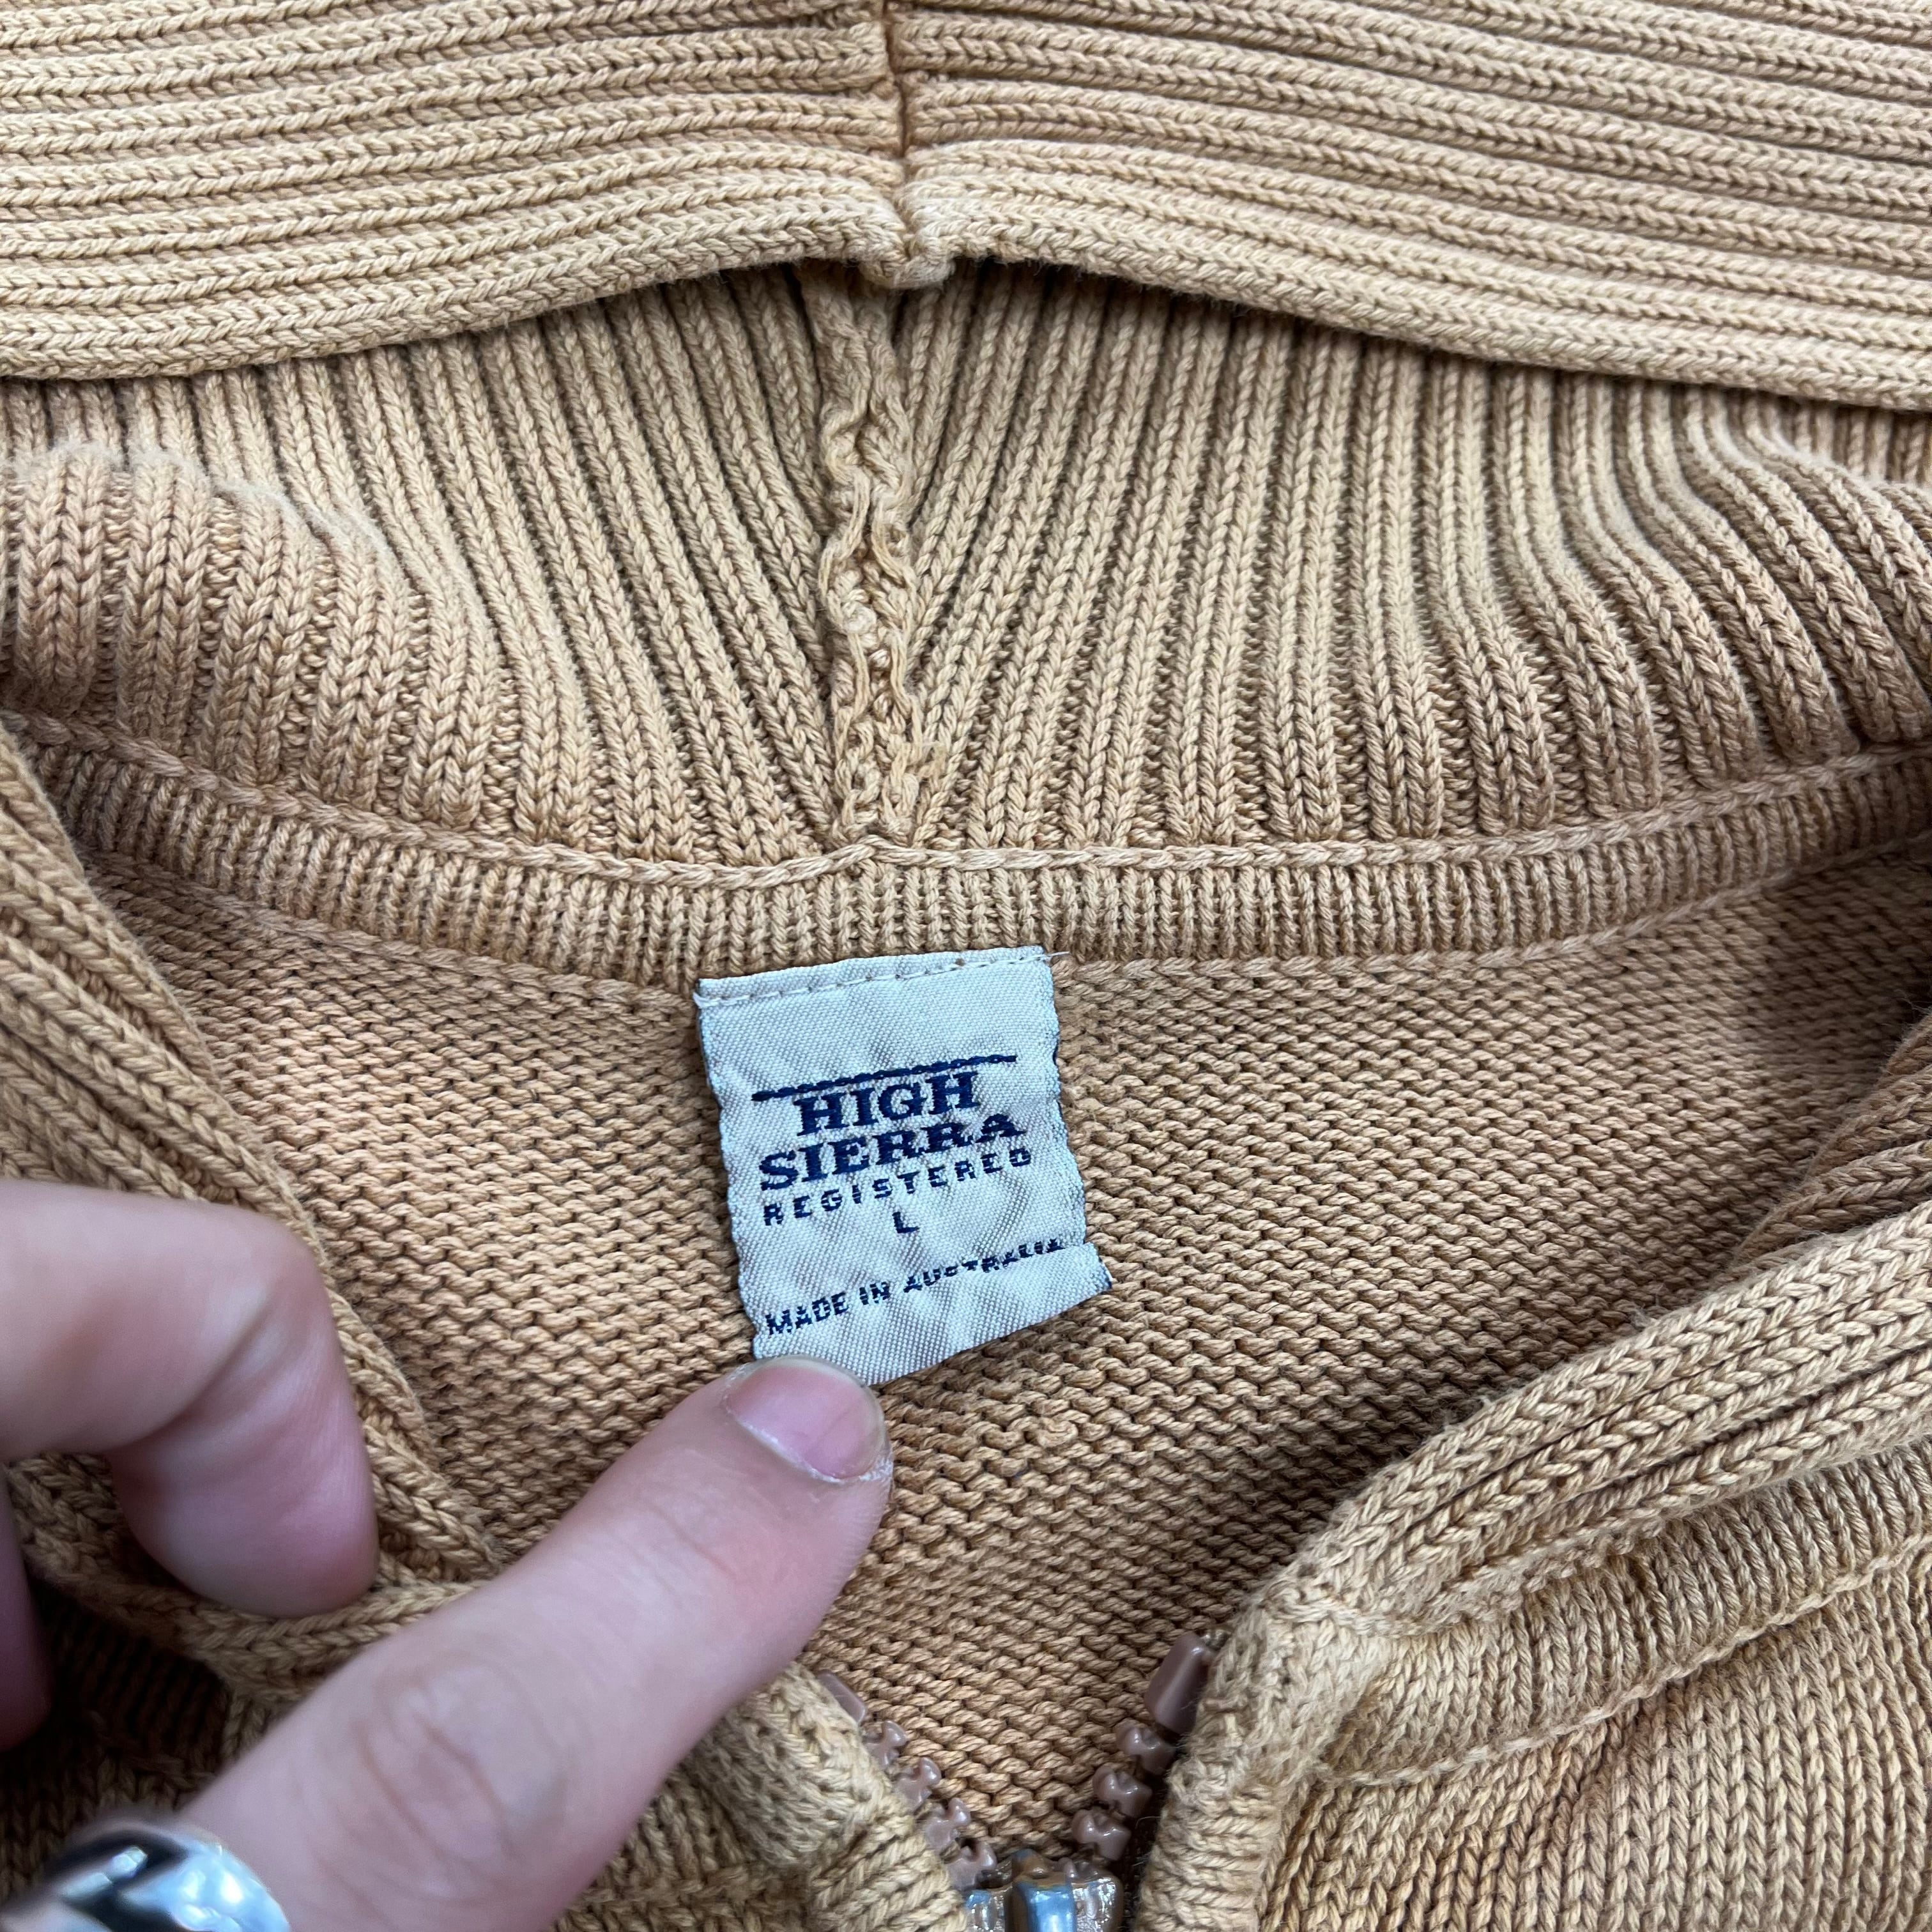 HIGH
SIERRA
REGISTERED
L
MADE IN AUSTRALIA